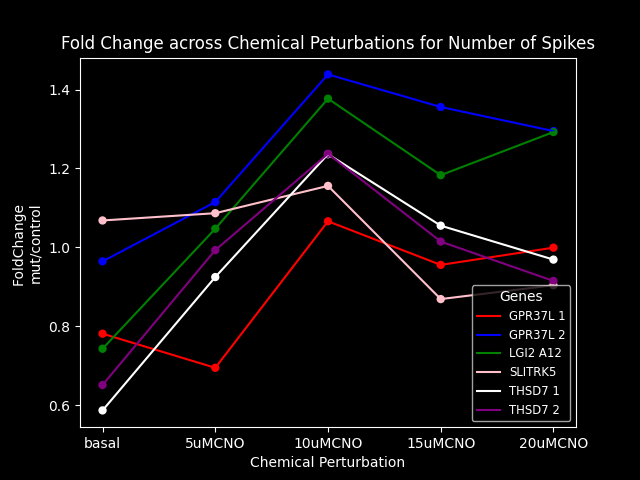 Fold Change across Chemical Peturbations for Number of Spikes
FoldChange
mut/control
1.4
1.2
1.0
0.8
0.6
Genes
GPR37L 1
GPR37L 2
LGI2 A12
SLITRK5
THSD7 1
THSD7 2
basal
5uMCNO
10uMCNO
15uMCNO
20uMCNO
Chemical Perturbation